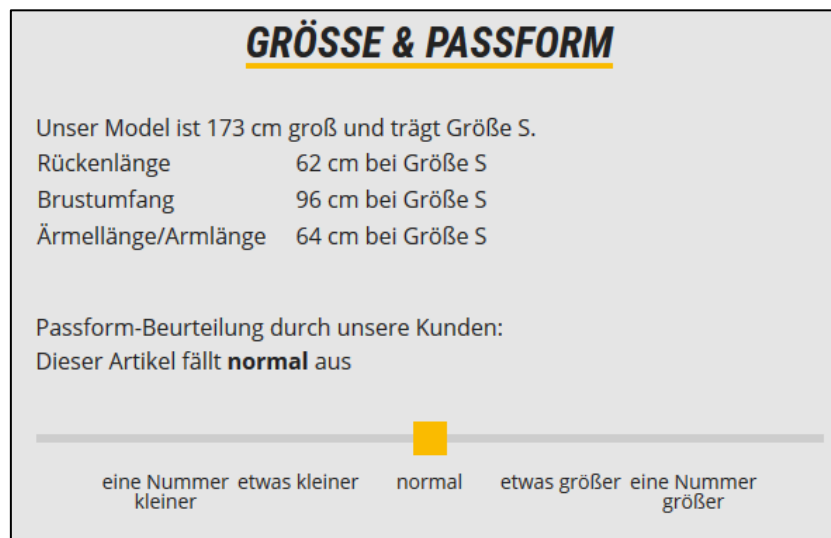 GRÖSSE & PASSFORM
Unser Model ist 173 cm groß und trägt Größe S.
Rückenlänge 62 cm bei Größe S
Brustumfang 96 cm bei Größe S
Ärmellänge/Armlänge 64 cm bei Größe S
Passform-Beurteilung durch unsere Kunden:
Dieser Artikel fällt normal aus
eine Nummer kleiner
etwas kleiner
normal
etwas größer
eine Nummer größer